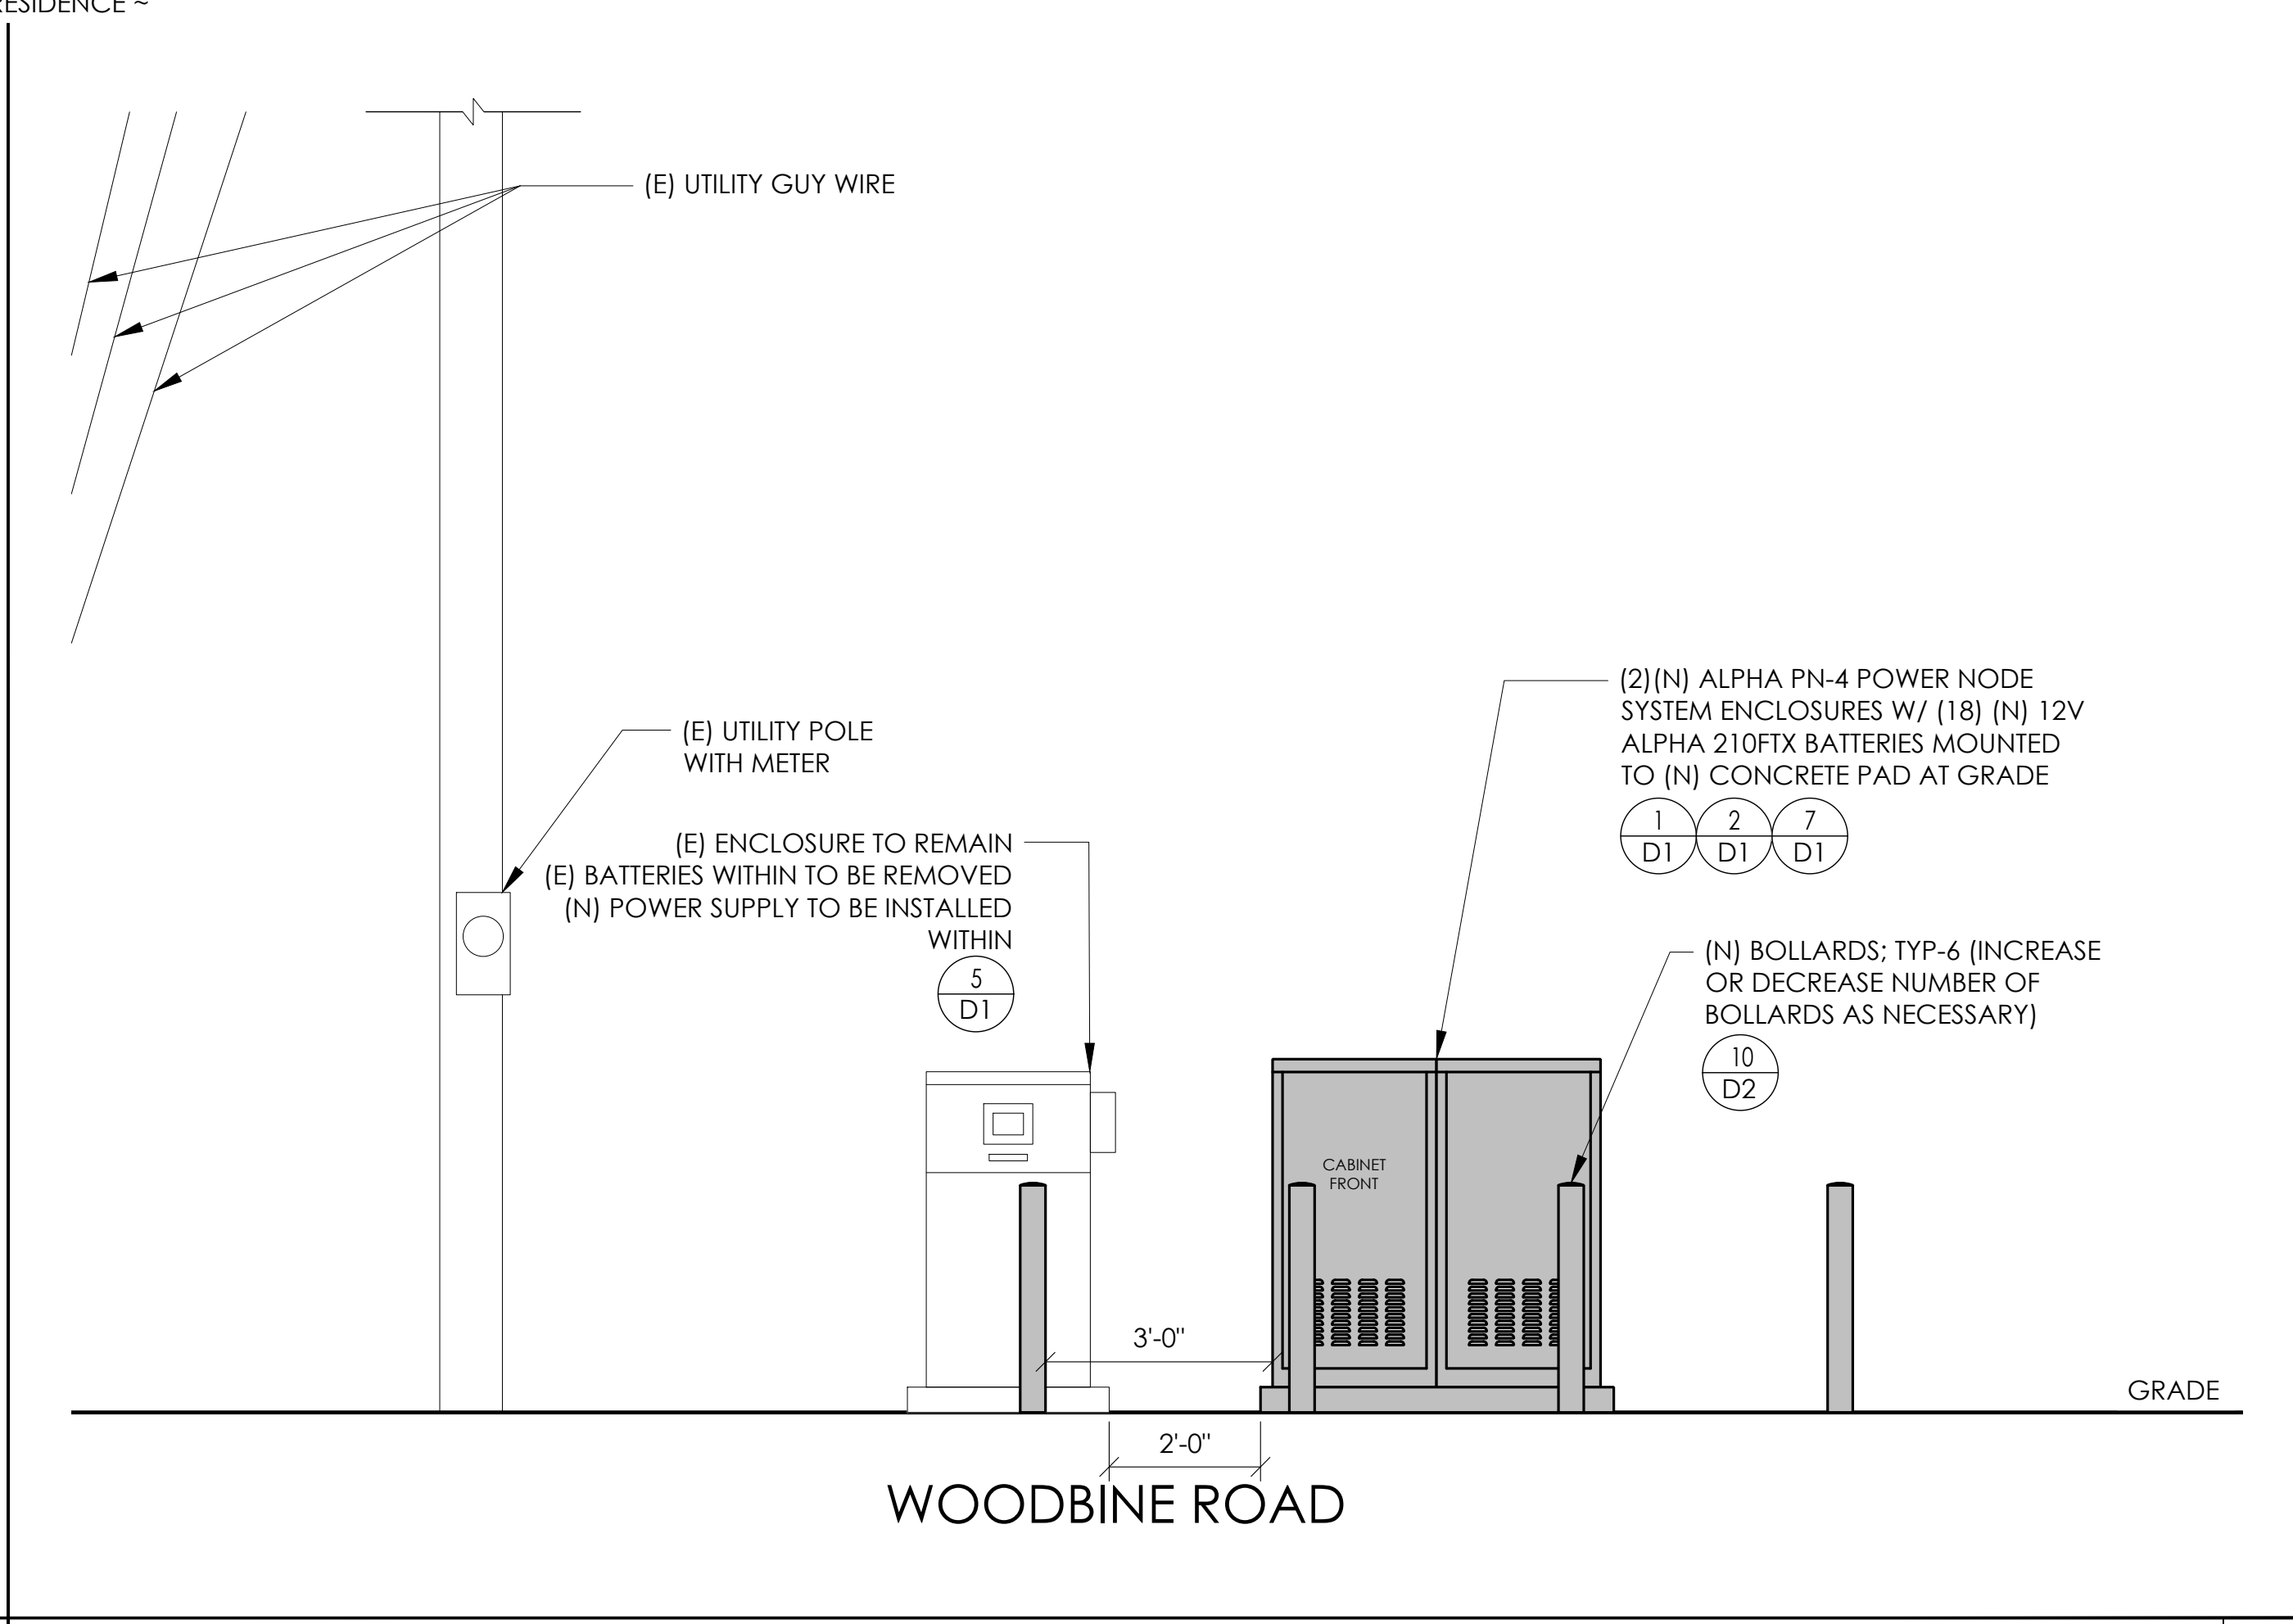 RESIDENCE ~
(E) UTILITY GUY WIRE
(2)(N) ALPHA PN-4 POWER NODE
SYSTEM ENCLOSURES W/ (18) (N) 12V
ALPHA 210FTX BATTERIES MOUNTED
TO (N) CONCRETE PAD AT GRADE
1 2 7
D1 D1 D1
(E) UTILITY POLE
WITH METER
(E) ENCLOSURE TO REMAIN
(E) BATTERIES WITHIN TO BE REMOVED
(N) POWER SUPPLY TO BE INSTALLED
WITHIN
5
D1
(N) BOLLARDS; TYP-6 (INCREASE
OR DECREASE NUMBER OF
BOLLARDS AS NECESSARY)
10
D2
CABINET
FRONT
3'-0"
GRADE
2'-0"
WOODBINE ROAD